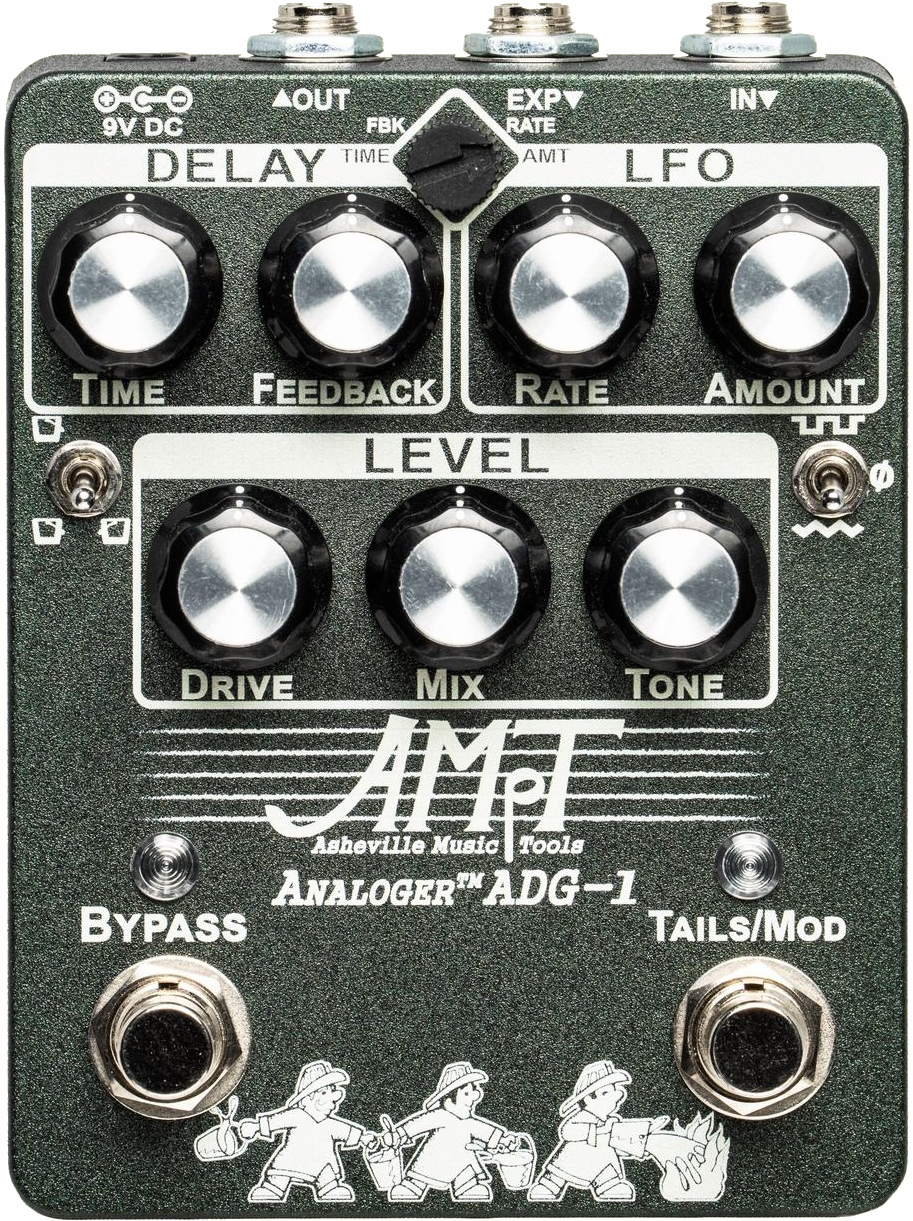 ▲OUT EXP▼ IN▼
9V DC FBK RATE
DELAY TIME AMT LFO
TIME FEEDBACK RATE AMOUNT
LEVEL
Ø
DRIVE MIX TONE
AMpT
Asheville Music Tools
ANALOGER™ ADG-1
BYPASS TAILS/MOD